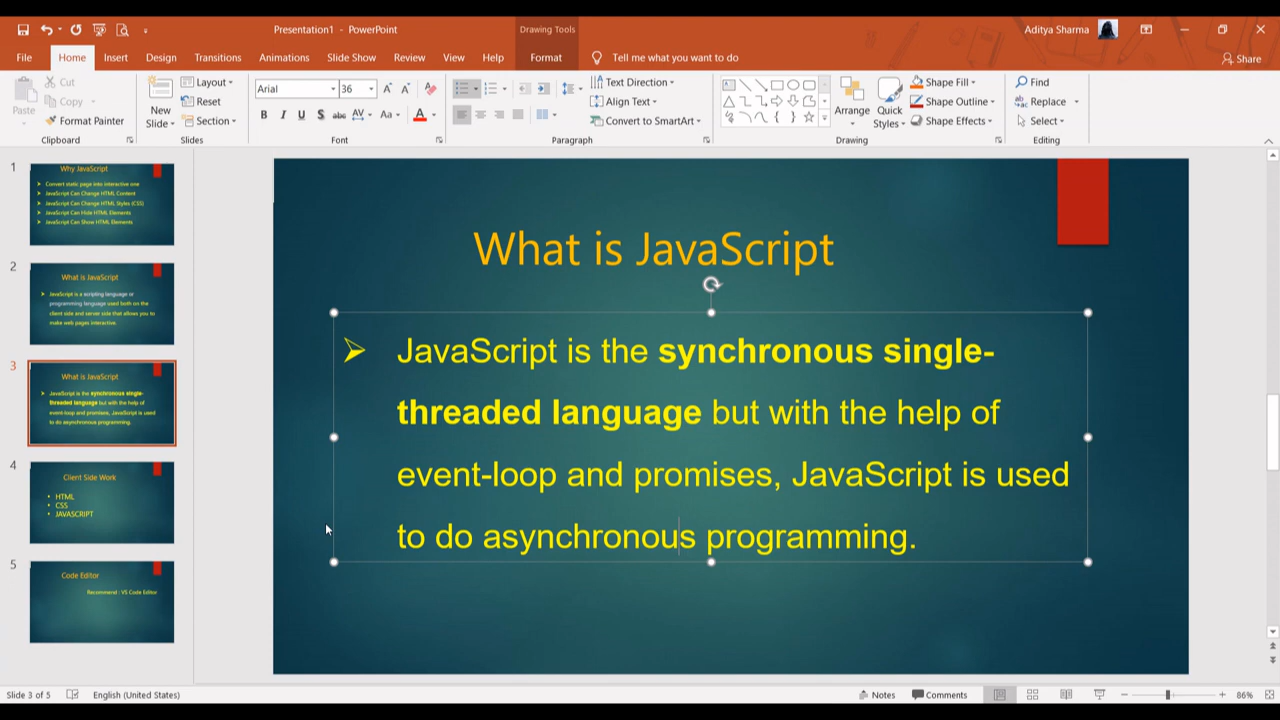 Presentation1 - PowerPoint
Drawing Tools
Aditya Sharma
File Home Insert Design Transitions Animations Slide Show Review View Help Format Tell me what you want to do Share
Paste
Cut
Copy
Format Painter
Clipboard
New Slide
Layout
Reset
Section
Slides
Arial 36
B I U S abc AV Aa A
Font
Text Direction
Align Text
Convert to SmartArt
Paragraph
Arrange
Quick Styles
Shape Fill
Shape Outline
Shape Effects
Drawing
Find
Replace
Select
Editing
1
Why JavaScript
Convert static page into interactive one
JavaScript Can Change HTML Content
JavaScript Can Change HTML Styles (CSS)
JavaScript Can Hide HTML Elements
JavaScript Can Show HTML Elements
2
What is JavaScript
JavaScript is a scripting language or
programming language used both on the
client side and server side that allows you to
make web pages interactive.
3
What is JavaScript
JavaScript is the synchronous single-
threaded language but with the help of
event-loop and promises, JavaScript is used
to do asynchronous programming.
4
Client Side Work
• HTML
• CSS
• JAVASCRIPT
5
Code Editor
Recommend : VS Code Editor
What is JavaScript
JavaScript is the synchronous single-
threaded language but with the help of
event-loop and promises, JavaScript is used
to do asynchronous programming.
Slide 3 of 5 English (United States) Notes Comments 86%